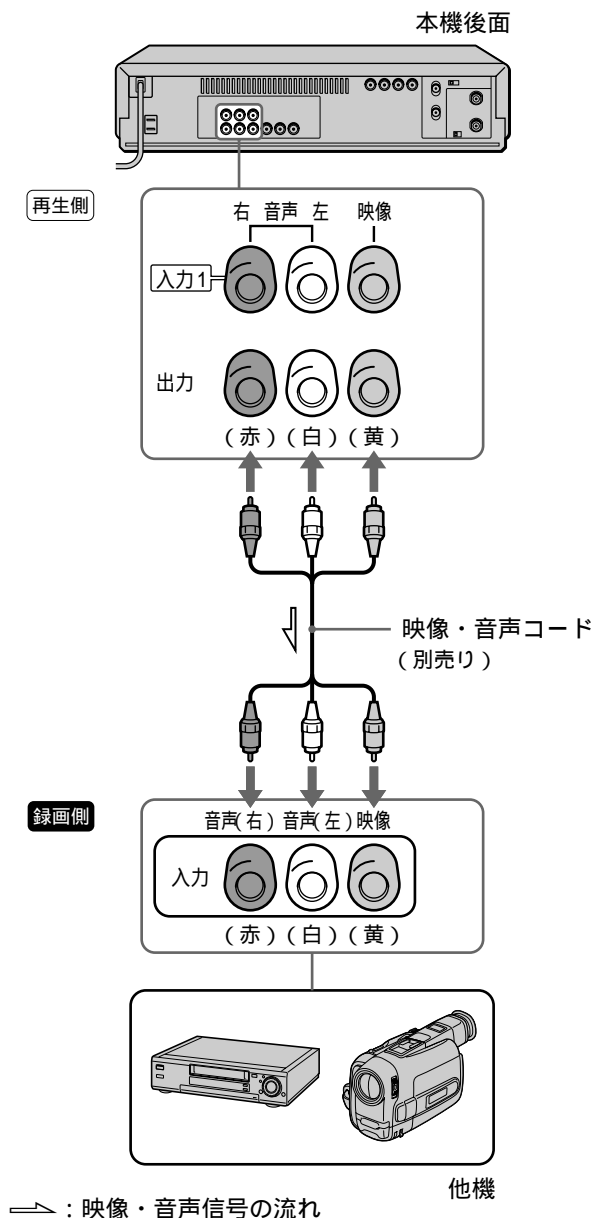 本機後面
再生側
右 音声 左 映像
入力1
出力
(赤)(白)(黄)
映像・音声コード
(別売り)
録画側
音声(右) 音声(左) 映像
入力
(赤)(白)(黄)
他機
:映像・音声信号の流れ